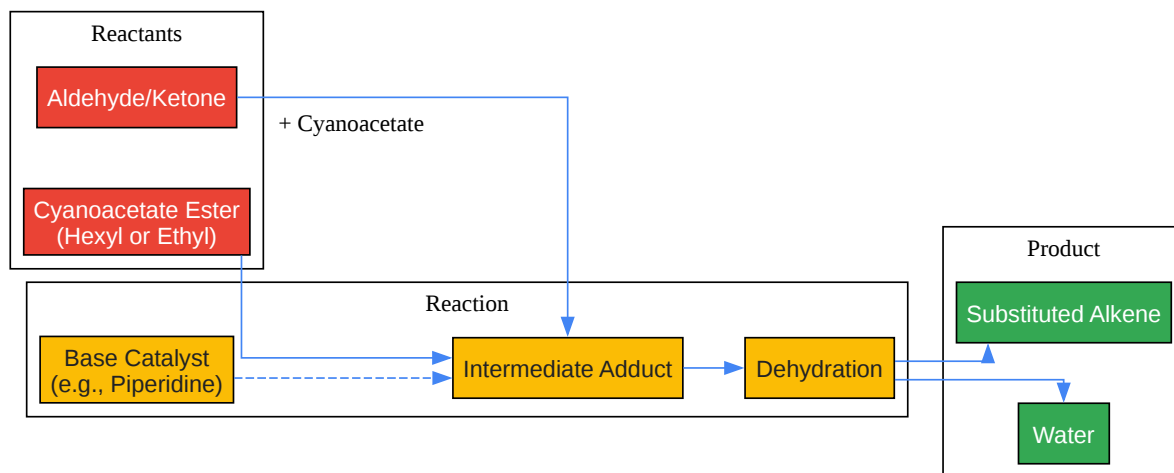 Reactants
Aldehyde/Ketone
+ Cyanoacetate
Cyanoacetate Ester
(Hexyl or Ethyl)
Reaction
Base Catalyst
(e.g., Piperidine)
Intermediate Adduct
Dehydration
Product
Substituted Alkene
Water